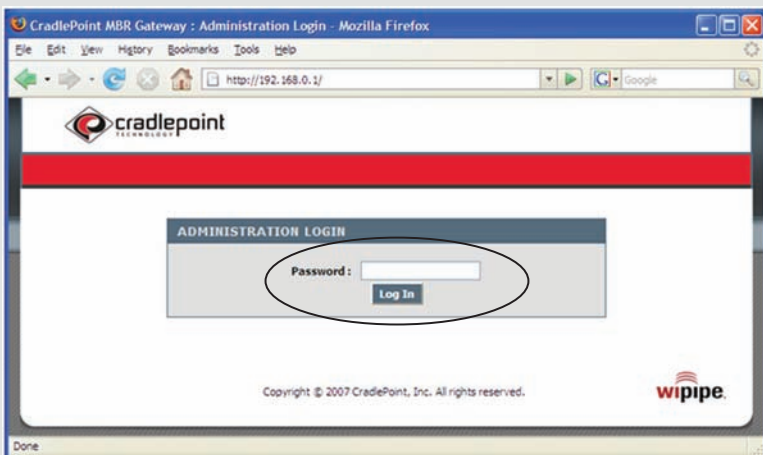 CradlePoint MBR Gateway : Administration Login - Mozilla Firefox
File Edit View History Bookmarks Tools Help
http://192.168.0.1/ G Google
cradlepoint
TECHNOLOGY
ADMINISTRATION LOGIN
Password :
Log In
Copyright © 2007 CradlePoint, Inc. All rights reserved.
wipipe
Done